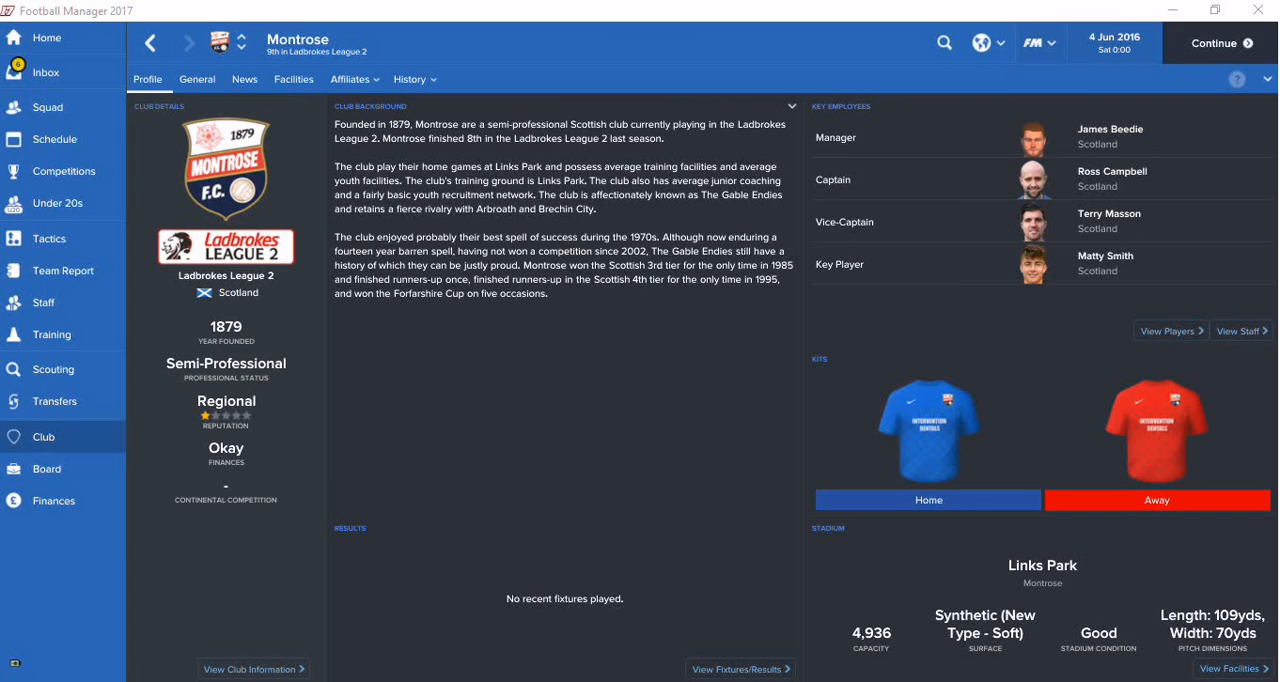 Football Manager 2017
Home
6
Inbox
Squad
Schedule
Competitions
U20
Under 20s
Tactics
Team Report
Staff
Training
Scouting
Transfers
Club
Board
£
Finances
Montrose
9th in Ladbrokes League 2
FM
4 Jun 2016
Sat 0:00
Continue
Profile
General
News
Facilities
Affiliates
History
?
CLUB DETAILS
1879
MONTROSE
F.C.
Ladbrokes
LEAGUE 2
Ladbrokes League 2
Scotland
1879
YEAR FOUNDED
Semi-Professional
PROFESSIONAL STATUS
Regional
REPUTATION
Okay
FINANCES
-
CONTINENTAL COMPETITION
View Club Information
CLUB BACKGROUND
Founded in 1879, Montrose are a semi-professional Scottish club currently playing in the Ladbrokes
League 2. Montrose finished 8th in the Ladbrokes League 2 last season.
The club play their home games at Links Park and possess average training facilities and average
youth facilities. The club's training ground is Links Park. The club also has average junior coaching
and a fairly basic youth recruitment network. The club is affectionately known as The Gable Endies
and retains a fierce rivalry with Arbroath and Brechin City.
The club enjoyed probably their best spell of success during the 1970s. Although now enduring a
fourteen year barren spell, having not won a competition since 2002, The Gable Endies still have a
history of which they can be justly proud. Montrose won the Scottish 3rd tier for the only time in 1985
and finished runners-up once, finished runners-up in the Scottish 4th tier for the only time in 1995,
and won the Forfarshire Cup on five occasions.
RESULTS
No recent fixtures played.
View Fixtures/Results
KEY EMPLOYEES
Manager
James Beedie
Scotland
Captain
Ross Campbell
Scotland
Vice-Captain
Terry Masson
Scotland
Key Player
Matty Smith
Scotland
View Players
View Staff
KITS
INTERVENTION
RENTALS
INTERVENTION
RENTALS
Home
Away
STADIUM
Links Park
Montrose
4,936
CAPACITY
Synthetic (New
Type - Soft)
SURFACE
Good
STADIUM CONDITION
Length: 109yds,
Width: 70yds
PITCH DIMENSIONS
View Facilities